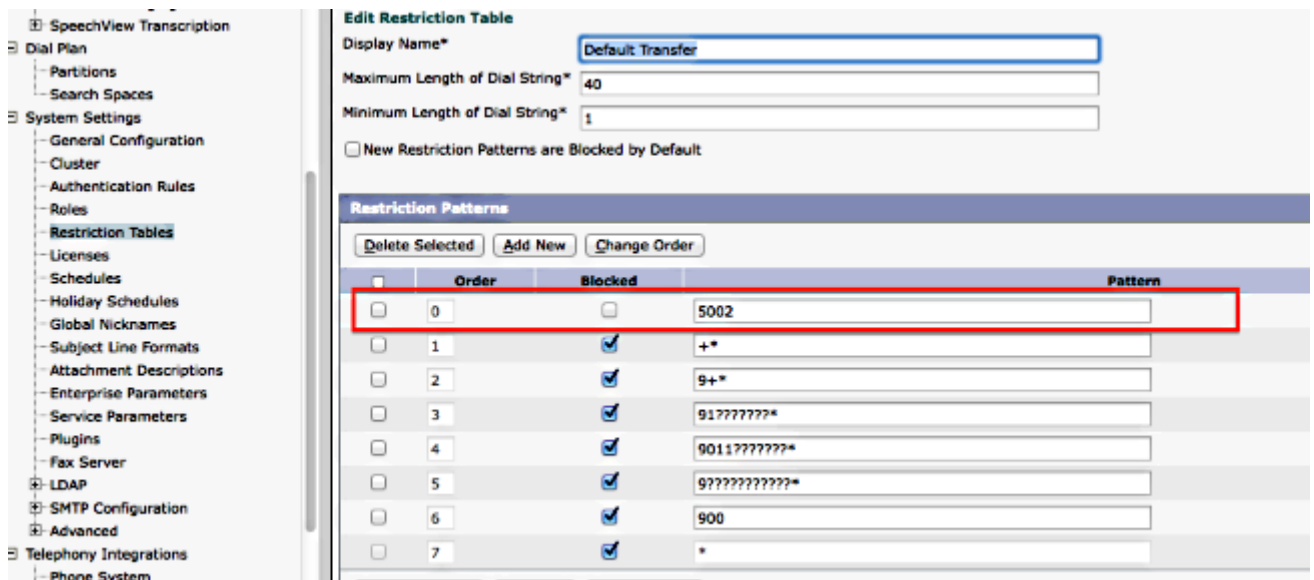 SpeechView Transcription
Dial Plan
Partitions
Search Spaces
System Settings
General Configuration
Cluster
Authentication Rules
Roles
Restriction Tables
Licenses
Schedules
Holiday Schedules
Global Nicknames
Subject Line Formats
Attachment Descriptions
Enterprise Parameters
Service Parameters
Plugins
Fax Server
LDAP
SMTP Configuration
Advanced
Telephony Integrations
Phone System
Edit Restriction Table
Display Name* Default Transfer
Maximum Length of Dial String* 40
Minimum Length of Dial String* 1
New Restriction Patterns are Blocked by Default
Restriction Patterns
Delete Selected Add New Change Order
Order Blocked Pattern
0 5002
1 +*
2 9+*
3 91???????*
4 9011???????*
5 9??????????*
6 900
7 *